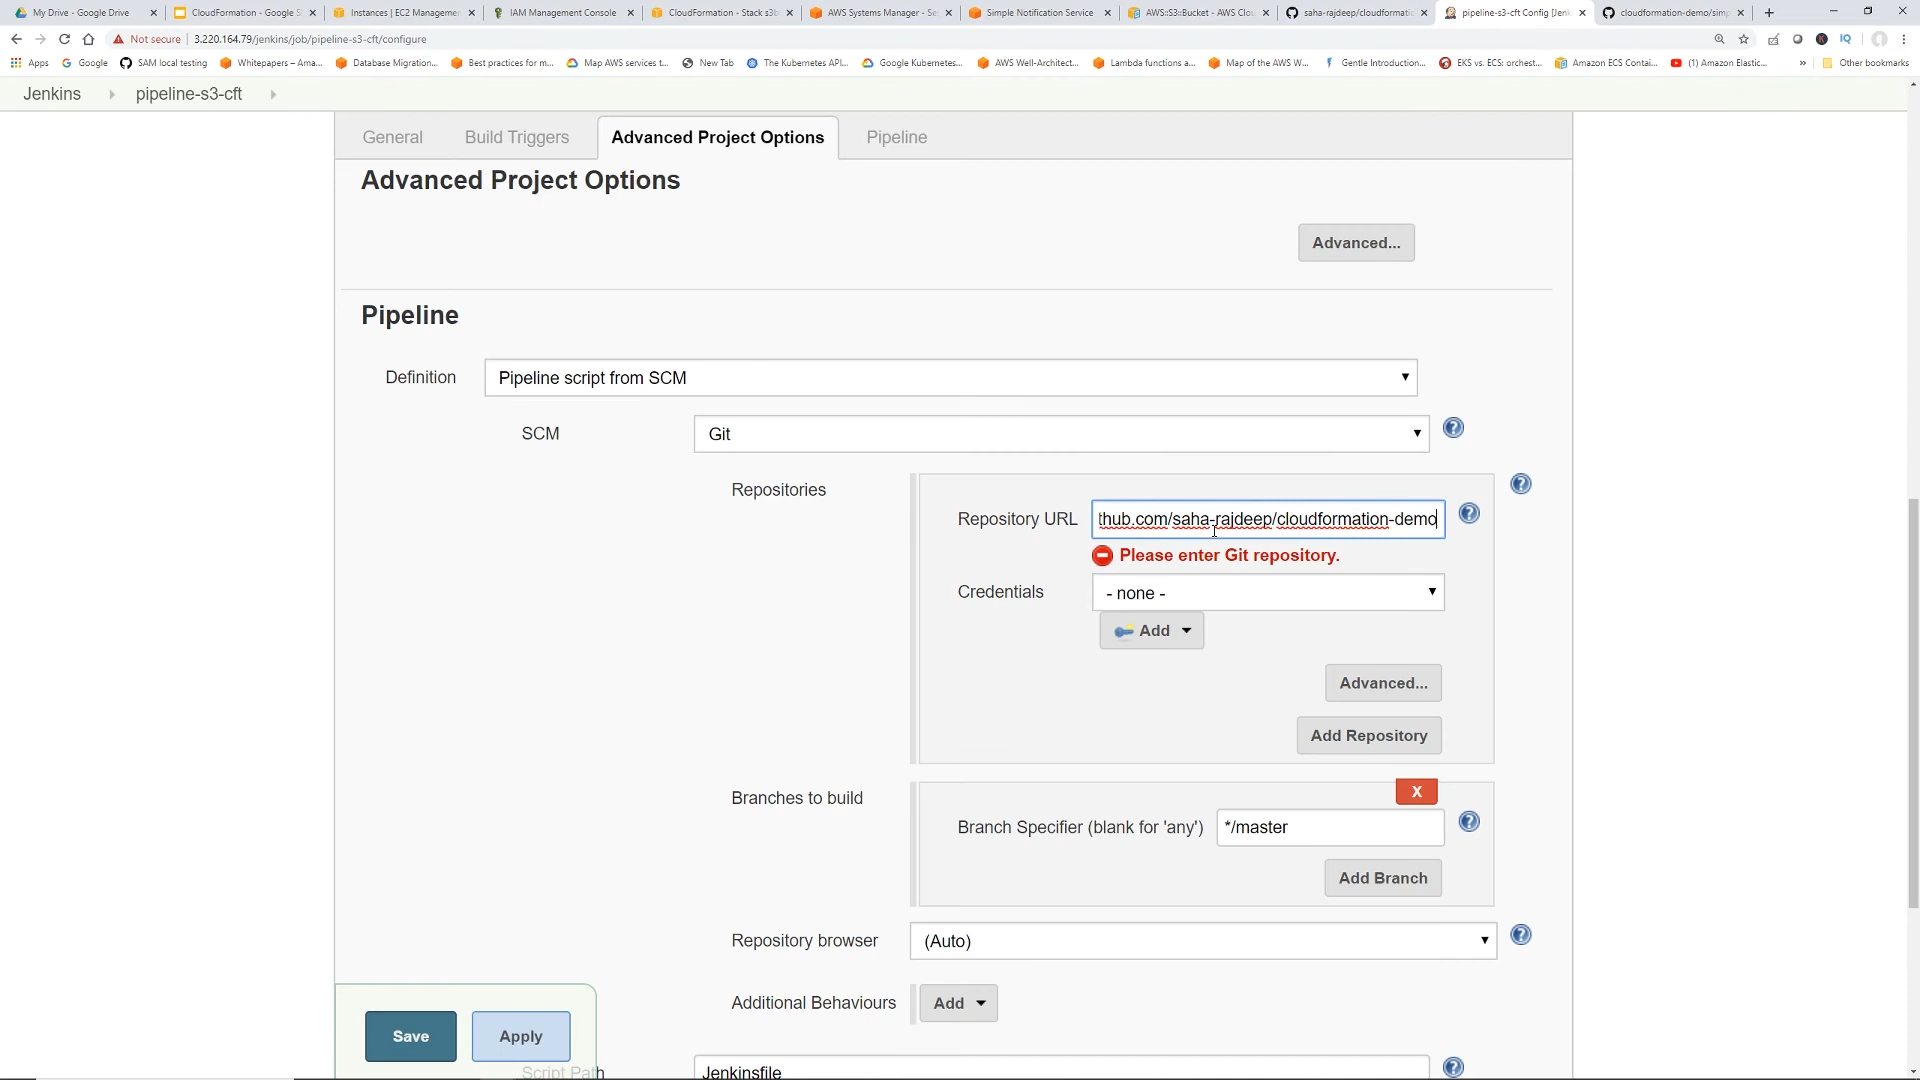 My Drive - Google Drive
CloudFormation - Google S
Instances | EC2 Managemen
IAM Management Console
CloudFormation - Stack s3b
AWS Systems Manager - Se
Simple Notification Service
AWS::S3::Bucket - AWS Clou
saha-rajdeep/cloudformatio
pipeline-s3-cft Config [Jenk
cloudformation-demo/simp
Not secure | 3.220.164.79/jenkins/job/pipeline-s3-cft/configure
Apps
Google
SAM local testing
Whitepapers – Ama...
Database Migration...
Best practices for m...
Map AWS services t...
New Tab
The Kubernetes API...
Google Kubernetes...
AWS Well-Architect...
Lambda functions a...
Map of the AWS W...
Gentle Introduction...
EKS vs. ECS: orchest...
Amazon ECS Contai...
(1) Amazon Elastic...
»
Other bookmarks
Jenkins
pipeline-s3-cft
General
Build Triggers
Advanced Project Options
Pipeline
Advanced Project Options
Advanced...
Pipeline
Definition
Pipeline script from SCM
SCM
Git
Repositories
Repository URL
thub.com/saha-rajdeep/cloudformation-demo
Please enter Git repository.
Credentials
- none -
Add
Advanced...
Add Repository
X
Branches to build
Branch Specifier (blank for 'any')
*/master
Add Branch
Repository browser
(Auto)
Additional Behaviours
Add
Save
Apply
Script Path
Jenkinsfile